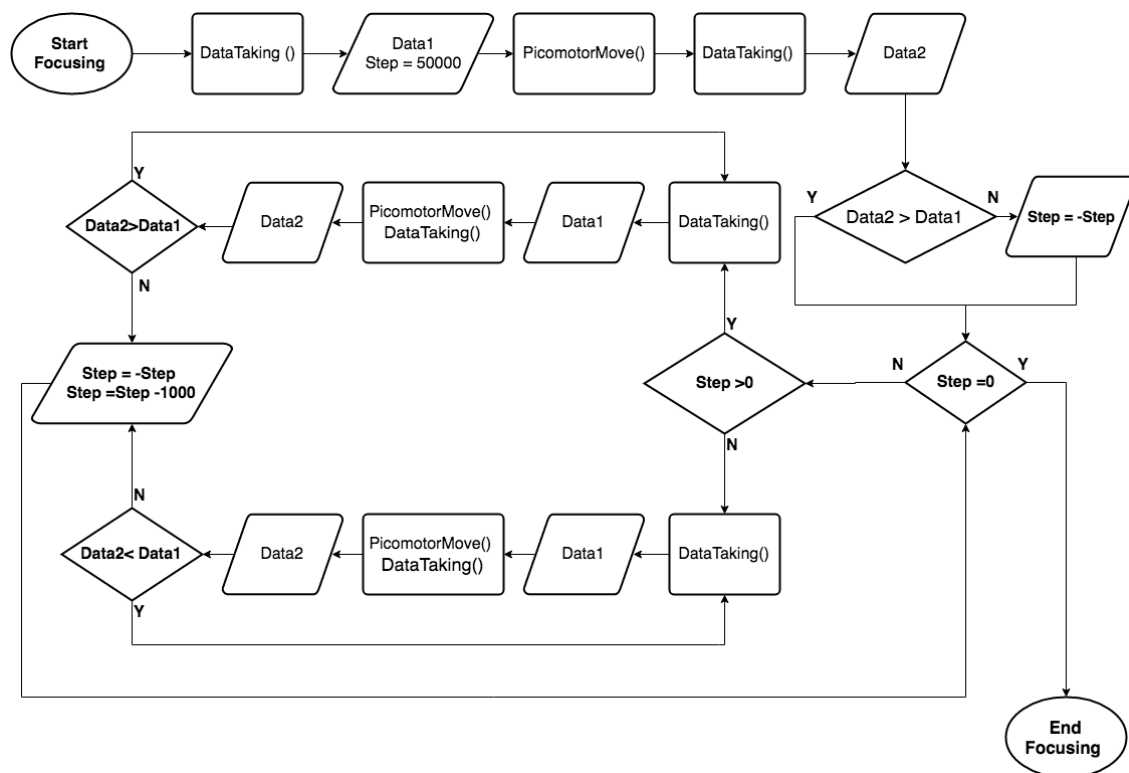 Start
Focusing
DataTaking ()
Data1
Step = 50000
PicomotorMove()
DataTaking()
Data2
Y
Data2 > Data1
N
Step = -Step
Y
Data2>Data1
N
Data2
PicomotorMove()
DataTaking()
Data1
DataTaking()
Y
Step >0
N
N
Step =0
Y
Step = -Step
Step =Step -1000
N
Data2< Data1
Y
Data2
PicomotorMove()
DataTaking()
Data1
DataTaking()
End
Focusing